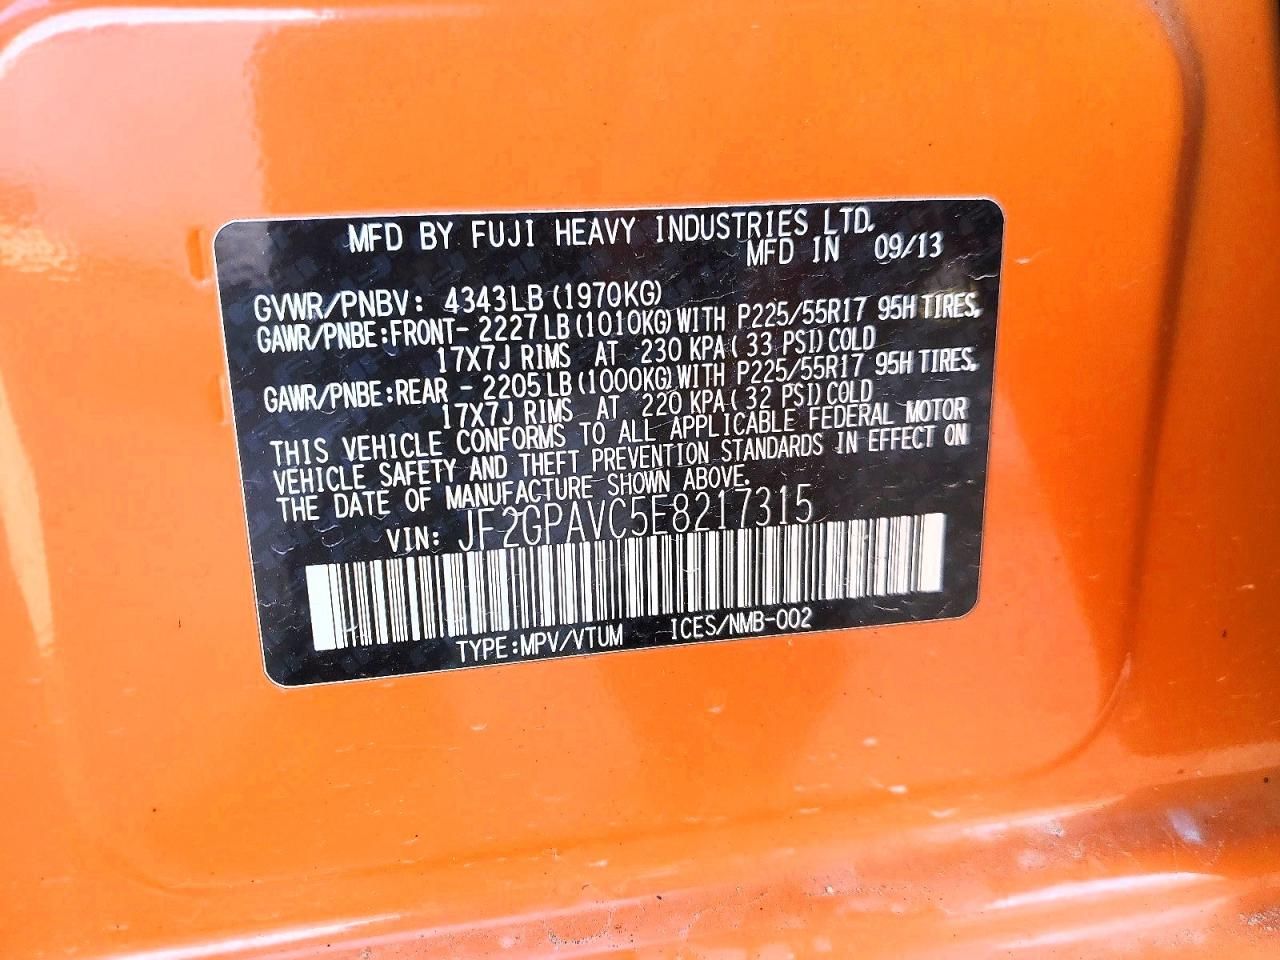 MFD BY FUJI HEAVY INDUSTRIES LTD.
MFD IN 09/13
GVWR/PNBV: 4343LB(1970KG)
GAWR/PNBE:FRONT- 2227LB(1010KG)WITH P225/55R17 95H TIRES,
17X7J RIMS AT 230 KPA(33 PSI)COLD
GAWR/PNBE:REAR - 2205LB(1000KG)WITH P225/55R17 95H TIRES,
17X7J RIMS AT 220 KPA(32 PSI)COLD
THIS VEHICLE CONFORMS TO ALL APPLICABLE FEDERAL MOTOR
VEHICLE SAFETY AND THEFT PREVENTION STANDARDS IN EFFECT ON
THE DATE OF MANUFACTURE SHOWN ABOVE.
VIN: JF2GPAVC5E8217315
TYPE:MPV/VTUM ICES/NMB-002